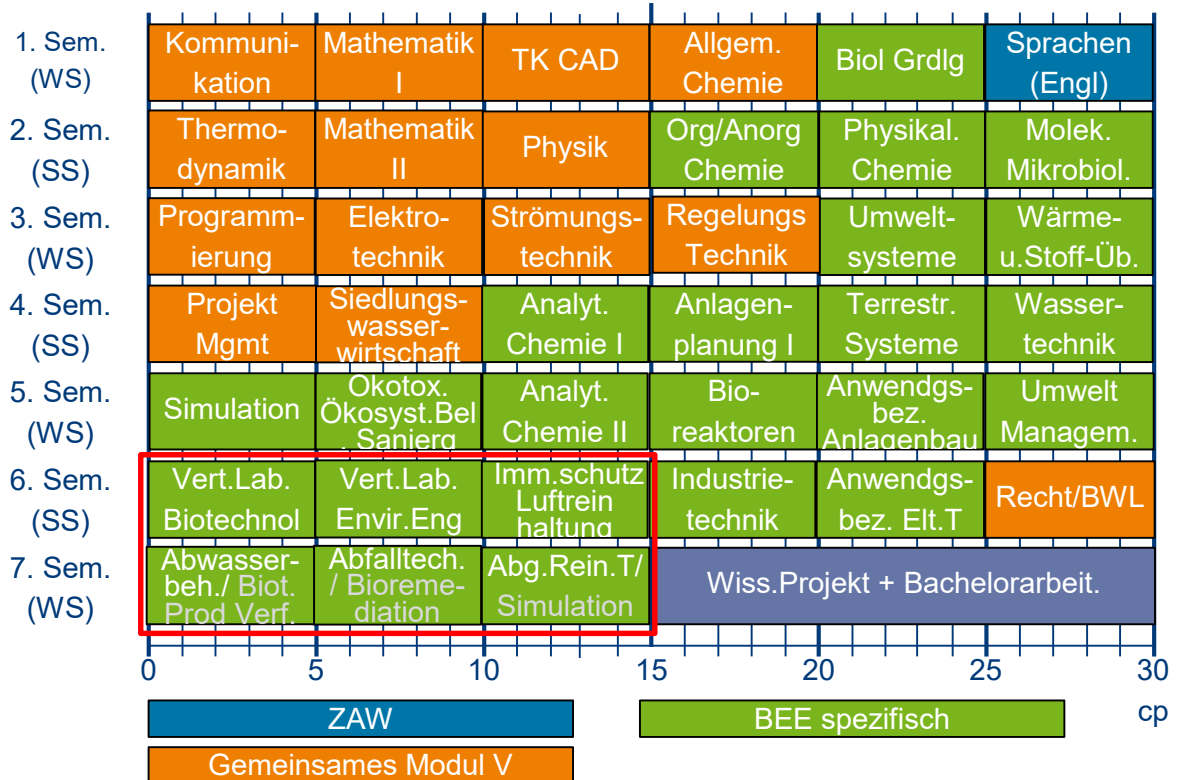 1. Sem.
(WS)
Kommuni-
kation
Mathematik
I
TK CAD
Allgem.
Chemie
Biol Grdlg
Sprachen
(Engl)
2. Sem.
(SS)
Thermo-
dynamik
Mathematik
II
Physik
Org/Anorg
Chemie
Physikal.
Chemie
Molek.
Mikrobiol.
3. Sem.
(WS)
Programm-
ierung
Elektro-
technik
Strömungs-
technik
Regelungs
Technik
Umwelt-
systeme
Wärme-
u.Stoff-Üb.
4. Sem.
(SS)
Projekt
Mgmt
Siedlungs-
wasser-
wirtschaft
Analyt.
Chemie I
Anlagen-
planung I
Terrestr.
Systeme
Wasser-
technik
5. Sem.
(WS)
Simulation
Ökotox.
Ökosyst.Bel
. Sanierg
Analyt.
Chemie II
Bio-
reaktoren
Anwendgs-
bez.
Anlagenbau
Umwelt
Managem.
6. Sem.
(SS)
Vert.Lab.
Biotechnol
Vert.Lab.
Envir.Eng
Imm.schutz
Luftrein
haltung
Industrie-
technik
Anwendgs-
bez. Elt.T
Recht/BWL
7. Sem.
(WS)
Abwasser-
beh./ Biot.
Prod Verf.
Abfalltech.
/ Bioreme-
diation
Abg.Rein.T/
Simulation
Wiss.Projekt + Bachelorarbeit.
0 5 10 15 20 25 30
cp
ZAW
BEE spezifisch
Gemeinsames Modul V